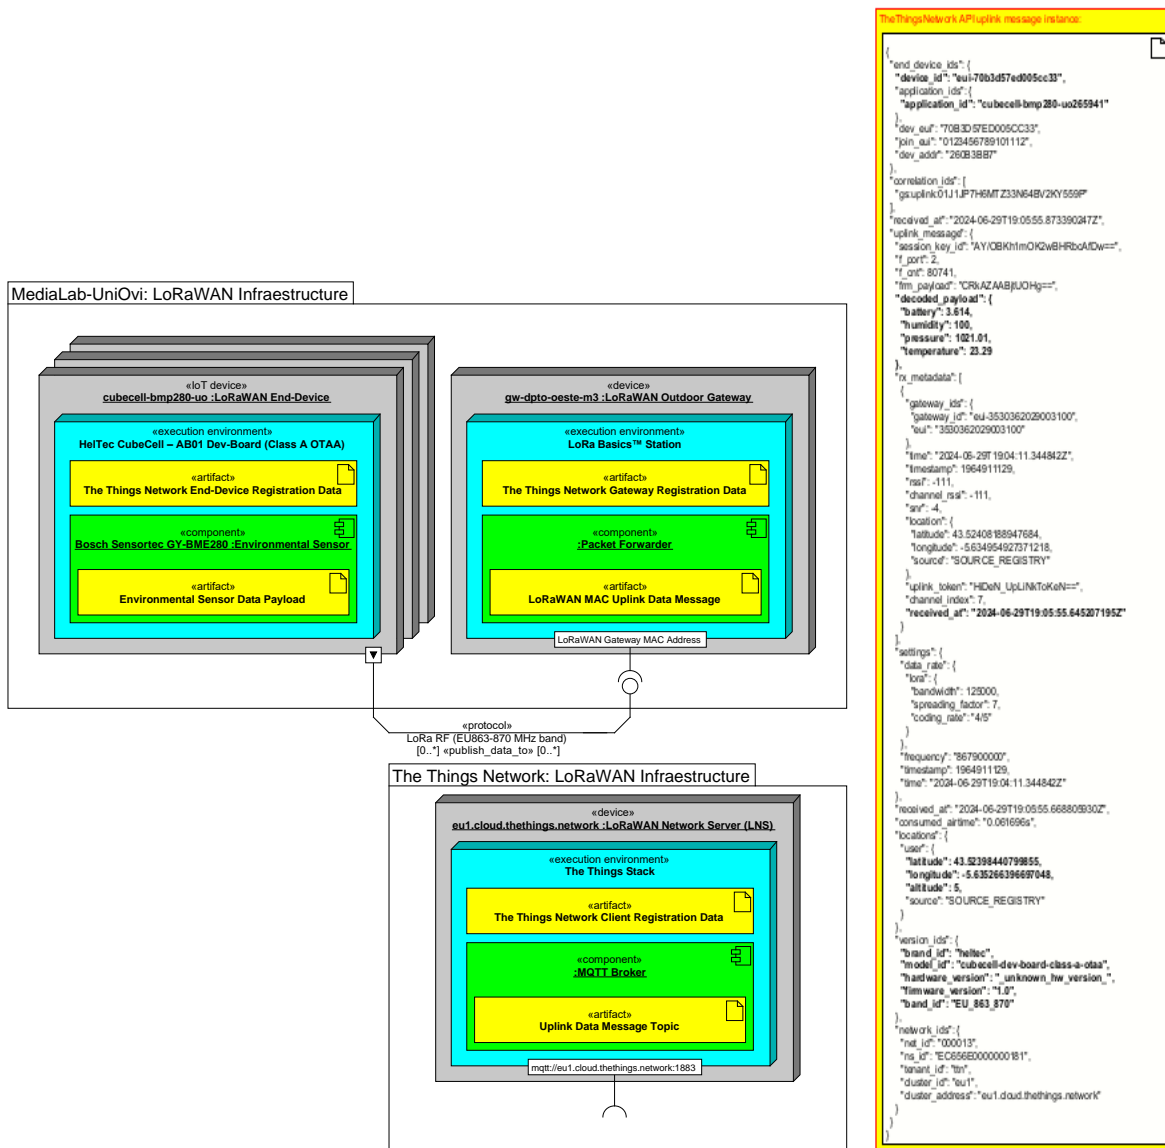 TheThingsNetwork API uplink message instance:
{
"end_device_ids": {
"device_id": "eui-70b3d57ed005cc33",
"application_ids": {
"application_id": "cubecell-bmp280-uo265941"
},
"dev_eui": "70B3D57ED005CC33",
"join_eui": "0123456789101112",
"dev_addr": "260B3BB7"
},
"correlation_ids": [
"gs:uplink:01J1JP7H6MTZ33N64BV2KY559P"
],
"received_at": "2024-06-29T19:05:55.873390247Z",
"uplink_message": {
"session_key_id": "AY/OBKh1mOK2wBHRbcAfDw==",
"f_port": 2,
"f_cnt": 80741,
"frm_payload": "CRkAZAABjtUOHg==",
"decoded_payload": {
"battery": 3.614,
"humidity": 100,
"pressure": 1021.01,
"temperature": 23.29
},
"rx_metadata": [
{
"gateway_ids": {
"gateway_id": "eui-3530362029003100",
"eui": "3530362029003100"
},
"time": "2024-06-29T19:04:11.344842Z",
"timestamp": 1964911129,
"rssi": -111,
"channel_rssi": -111,
"snr": -4,
"location": {
"latitude": 43.52408188947684,
"longitude": -5.634954927371218,
"source": "SOURCE_REGISTRY"
},
"uplink_token": "HiDeN_UpLiNkToKeN==",
"channel_index": 7,
"received_at": "2024-06-29T19:05:55.645207195Z"
}
],
"settings": {
"data_rate": {
"lora": {
"bandwidth": 125000,
"spreading_factor": 7,
"coding_rate": "4/5"
}
},
"frequency": "867900000",
"timestamp": 1964911129,
"time": "2024-06-29T19:04:11.344842Z"
},
"received_at": "2024-06-29T19:05:55.668805930Z",
"consumed_airtime": "0.061696s",
"locations": {
"user": {
"latitude": 43.52398440799855,
"longitude": -5.635266396697048,
"altitude": 5,
"source": "SOURCE_REGISTRY"
}
},
"version_ids": {
"brand_id": "heltec",
"model_id": "cubecell-dev-board-class-a-otaa",
"hardware_version": "_unknown_hw_version_",
"firmware_version": "1.0",
"band_id": "EU_863_870"
},
"network_ids": {
"net_id": "000013",
"ns_id": "EC656E0000000181",
"tenant_id": "ttn",
"cluster_id": "eu1",
"cluster_address": "eu1.cloud.thethings.network"
}
}
}
MediaLab-UniOvi: LoRaWAN Infraestructure
«IoT device»
cubecell-bmp280-uo :LoRaWAN End-Device
«execution environment»
HelTec CubeCell – AB01 Dev-Board (Class A OTAA)
«artifact»
The Things Network End-Device Registration Data
«component»
Bosch Sensortec GY-BME280 :Environmental Sensor
«artifact»
Environmental Sensor Data Payload
«device»
gw-dpto-oeste-m3 :LoRaWAN Outdoor Gateway
«execution environment»
LoRa Basics™ Station
«artifact»
The Things Network Gateway Registration Data
«component»
:Packet Forwarder
«artifact»
LoRaWAN MAC Uplink Data Message
LoRaWAN Gateway MAC Address
«protocol»
LoRa RF (EU863-870 MHz band)
[0..*] «publish_data_to» [0..*]
The Things Network: LoRaWAN Infraestructure
«device»
eu1.cloud.thethings.network :LoRaWAN Network Server (LNS)
«execution environment»
The Things Stack
«artifact»
The Things Network Client Registration Data
«component»
:MQTT Broker
«artifact»
Uplink Data Message Topic
mqtt://eu1.cloud.thethings.network:1883